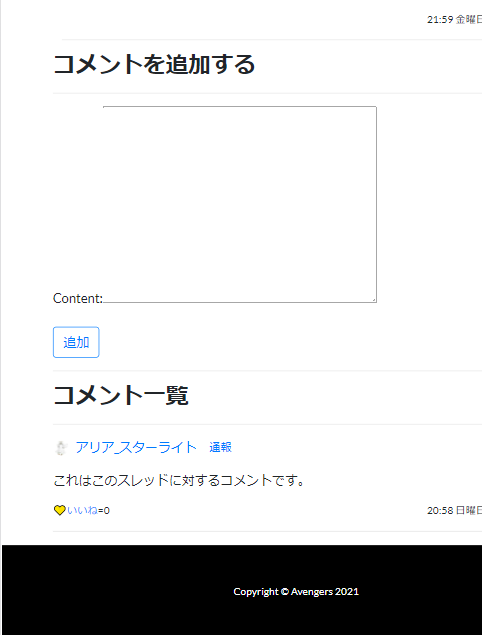 21:59 金曜日
コメントを追加する
Content:
追加
コメント一覧
アリア_スターライト 通報
これはこのスレッドに対するコメントです。
いいね=0 20:58 日曜日
Copyright © Avengers 2021